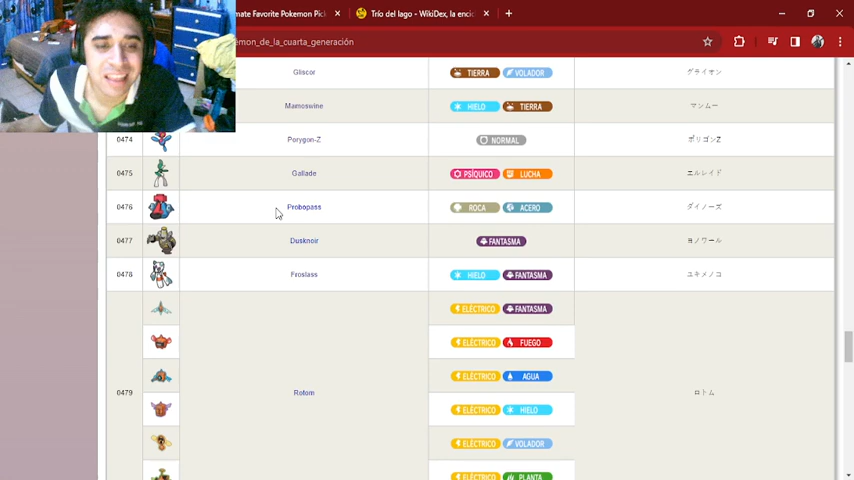 mate Favorite Pokemon Pic
Trío del lago - WikiDex, la encic
emon_de_la_cuarta_generación
Gliscor TIERRA VOLADOR グライオン
Mamoswine HIELO TIERRA マンムー
0474 Porygon-Z NORMAL ポリゴンZ
0475 Gallade PSÍQUICO LUCHA エルレイド
0476 Probopass ROCA ACERO ダイノーズ
0477 Dusknoir FANTASMA ヨノワール
0478 Froslass HIELO FANTASMA ユキメノコ
ELÉCTRICO FANTASMA
ELÉCTRICO FUEGO
ELÉCTRICO AGUA
0479 Rotom ロトム
ELÉCTRICO HIELO
ELÉCTRICO VOLADOR
ELÉCTRICO PLANTA